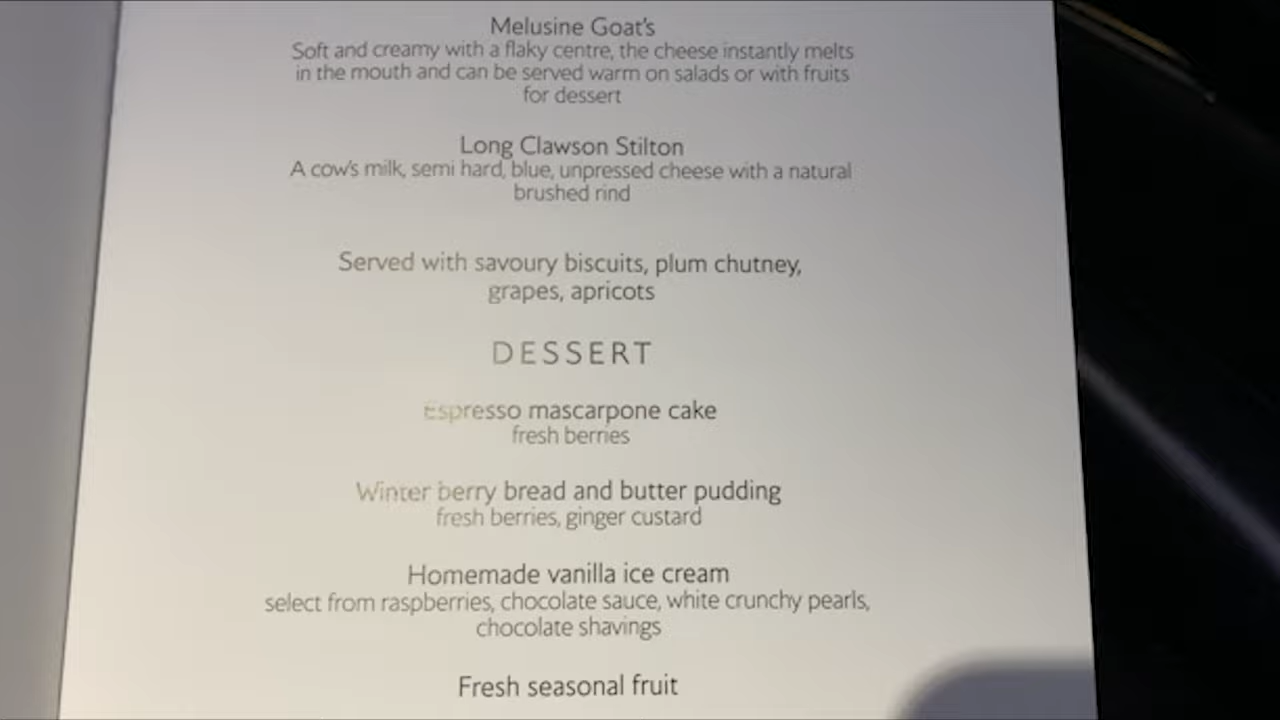 Melusine Goat's
Soft and creamy with a flaky centre, the cheese instantly melts
in the mouth and can be served warm on salads or with fruits
for dessert
Long Clawson Stilton
A cow's milk, semi hard, blue, unpressed cheese with a natural
brushed rind
Served with savoury biscuits, plum chutney,
grapes, apricots
DESSERT
Espresso mascarpone cake
fresh berries
Winter berry bread and butter pudding
fresh berries, ginger custard
Homemade vanilla ice cream
select from raspberries, chocolate sauce, white crunchy pearls,
chocolate shavings
Fresh seasonal fruit